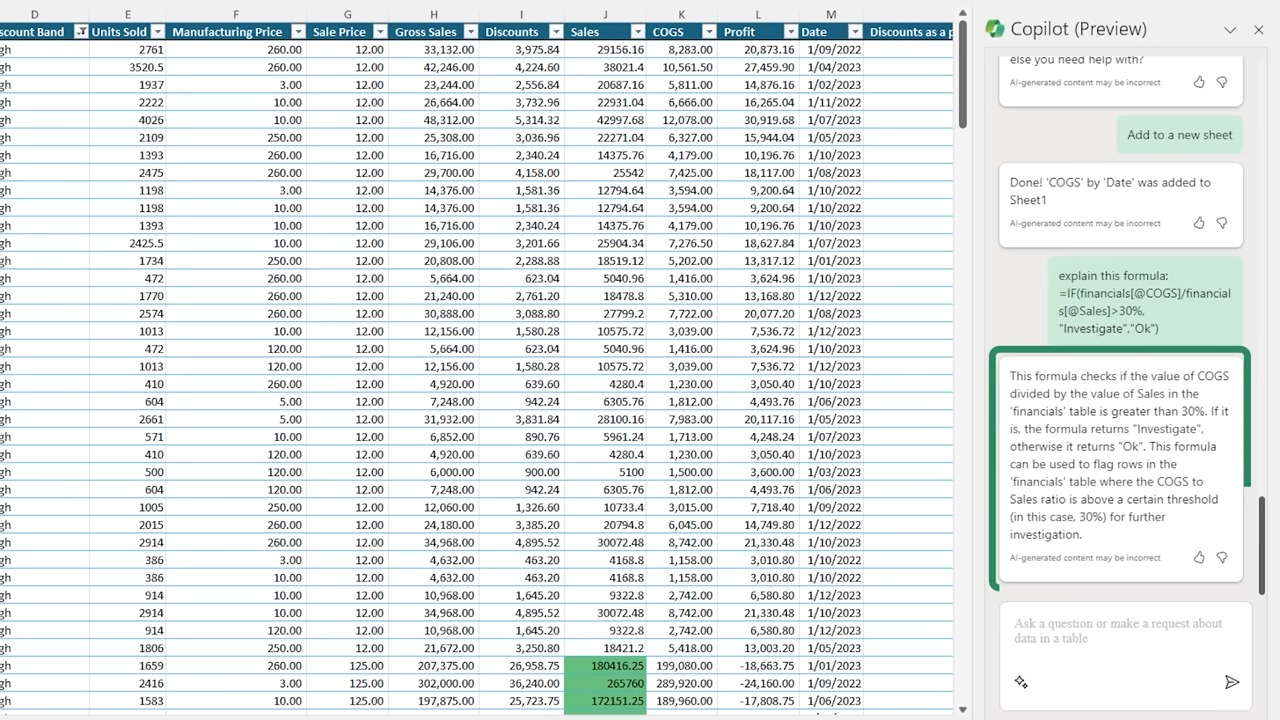 D E F G H I J K L M
scount Band Units Sold Manufacturing Price Sale Price Gross Sales Discounts Sales COGS Profit Date Discounts as a p
gh 2761 260.00 12.00 33,132.00 3,975.84 29156.16 8,283.00 20,873.16 1/09/2022
gh 3520.5 260.00 12.00 42,246.00 4,224.60 38021.4 10,561.50 27,459.90 1/04/2023
gh 1937 3.00 12.00 23,244.00 2,556.84 20687.16 5,811.00 14,876.16 1/02/2023
gh 2222 10.00 12.00 26,664.00 3,732.96 22931.04 6,666.00 16,265.04 1/11/2022
gh 4026 10.00 12.00 48,312.00 5,314.32 42997.68 12,078.00 30,919.68 1/07/2023
gh 2109 250.00 12.00 25,308.00 3,036.96 22271.04 6,327.00 15,944.04 1/05/2023
gh 1393 260.00 12.00 16,716.00 2,340.24 14375.76 4,179.00 10,196.76 1/10/2023
gh 2475 260.00 12.00 29,700.00 4,158.00 25542 7,425.00 18,117.00 1/08/2023
gh 1198 3.00 12.00 14,376.00 1,581.36 12794.64 3,594.00 9,200.64 1/10/2022
gh 1198 10.00 12.00 14,376.00 1,581.36 12794.64 3,594.00 9,200.64 1/10/2022
gh 1393 10.00 12.00 16,716.00 2,340.24 14375.76 4,179.00 10,196.76 1/10/2023
gh 2425.5 10.00 12.00 29,106.00 3,201.66 25904.34 7,276.50 18,627.84 1/07/2023
gh 1734 250.00 12.00 20,808.00 2,288.88 18519.12 5,202.00 13,317.12 1/01/2023
gh 472 260.00 12.00 5,664.00 623.04 5040.96 1,416.00 3,624.96 1/10/2023
gh 1770 260.00 12.00 21,240.00 2,761.20 18478.8 5,310.00 13,168.80 1/12/2022
gh 2574 260.00 12.00 30,888.00 3,088.80 27799.2 7,722.00 20,077.20 1/08/2023
gh 1013 10.00 12.00 12,156.00 1,580.28 10575.72 3,039.00 7,536.72 1/12/2023
gh 472 120.00 12.00 5,664.00 623.04 5040.96 1,416.00 3,624.96 1/10/2023
gh 1013 120.00 12.00 12,156.00 1,580.28 10575.72 3,039.00 7,536.72 1/12/2023
gh 410 260.00 12.00 4,920.00 639.60 4280.4 1,230.00 3,050.40 1/10/2023
gh 604 5.00 12.00 7,248.00 942.24 6305.76 1,812.00 4,493.76 1/06/2023
gh 2661 5.00 12.00 31,932.00 3,831.84 28100.16 7,983.00 20,117.16 1/05/2023
gh 571 10.00 12.00 6,852.00 890.76 5961.24 1,713.00 4,248.24 1/07/2023
gh 410 120.00 12.00 4,920.00 639.60 4280.4 1,230.00 3,050.40 1/10/2023
gh 500 120.00 12.00 6,000.00 900.00 5100 1,500.00 3,600.00 1/03/2023
gh 604 120.00 12.00 7,248.00 942.24 6305.76 1,812.00 4,493.76 1/06/2023
gh 1005 250.00 12.00 12,060.00 1,326.60 10733.4 3,015.00 7,718.40 1/09/2022
gh 2015 260.00 12.00 24,180.00 3,385.20 20794.8 6,045.00 14,749.80 1/12/2022
gh 2914 260.00 12.00 34,968.00 4,895.52 30072.48 8,742.00 21,330.48 1/10/2023
gh 386 3.00 12.00 4,632.00 463.20 4168.8 1,158.00 3,010.80 1/10/2022
gh 386 10.00 12.00 4,632.00 463.20 4168.8 1,158.00 3,010.80 1/10/2022
gh 914 10.00 12.00 10,968.00 1,645.20 9322.8 2,742.00 6,580.80 1/12/2023
gh 2914 10.00 12.00 34,968.00 4,895.52 30072.48 8,742.00 21,330.48 1/10/2023
gh 914 120.00 12.00 10,968.00 1,645.20 9322.8 2,742.00 6,580.80 1/12/2023
gh 1806 250.00 12.00 21,672.00 3,250.80 18421.2 5,418.00 13,003.20 1/05/2023
gh 1659 260.00 125.00 207,375.00 26,958.75 180416.25 199,080.00 -18,663.75 1/01/2023
gh 2416 3.00 125.00 302,000.00 36,240.00 265760 289,920.00 -24,160.00 1/09/2022
gh 1583 10.00 125.00 197,875.00 25,723.75 172151.25 189,960.00 -17,808.75 1/06/2023
Copilot (Preview)
else you need help with?
AI-generated content may be incorrect
Add to a new sheet
Done! 'COGS' by 'Date' was added to
Sheet1
AI-generated content may be incorrect
explain this formula:
=IF(financials[@COGS]/financial
s[@Sales]>30%,
"Investigate","Ok")
This formula checks if the value of COGS
divided by the value of Sales in the
'financials' table is greater than 30%. If it
is, the formula returns "Investigate",
otherwise it returns "Ok". This formula
can be used to flag rows in the
'financials' table where the COGS to
Sales ratio is above a certain threshold
(in this case, 30%) for further
investigation.
AI-generated content may be incorrect
Ask a question or make a request about
data in a table